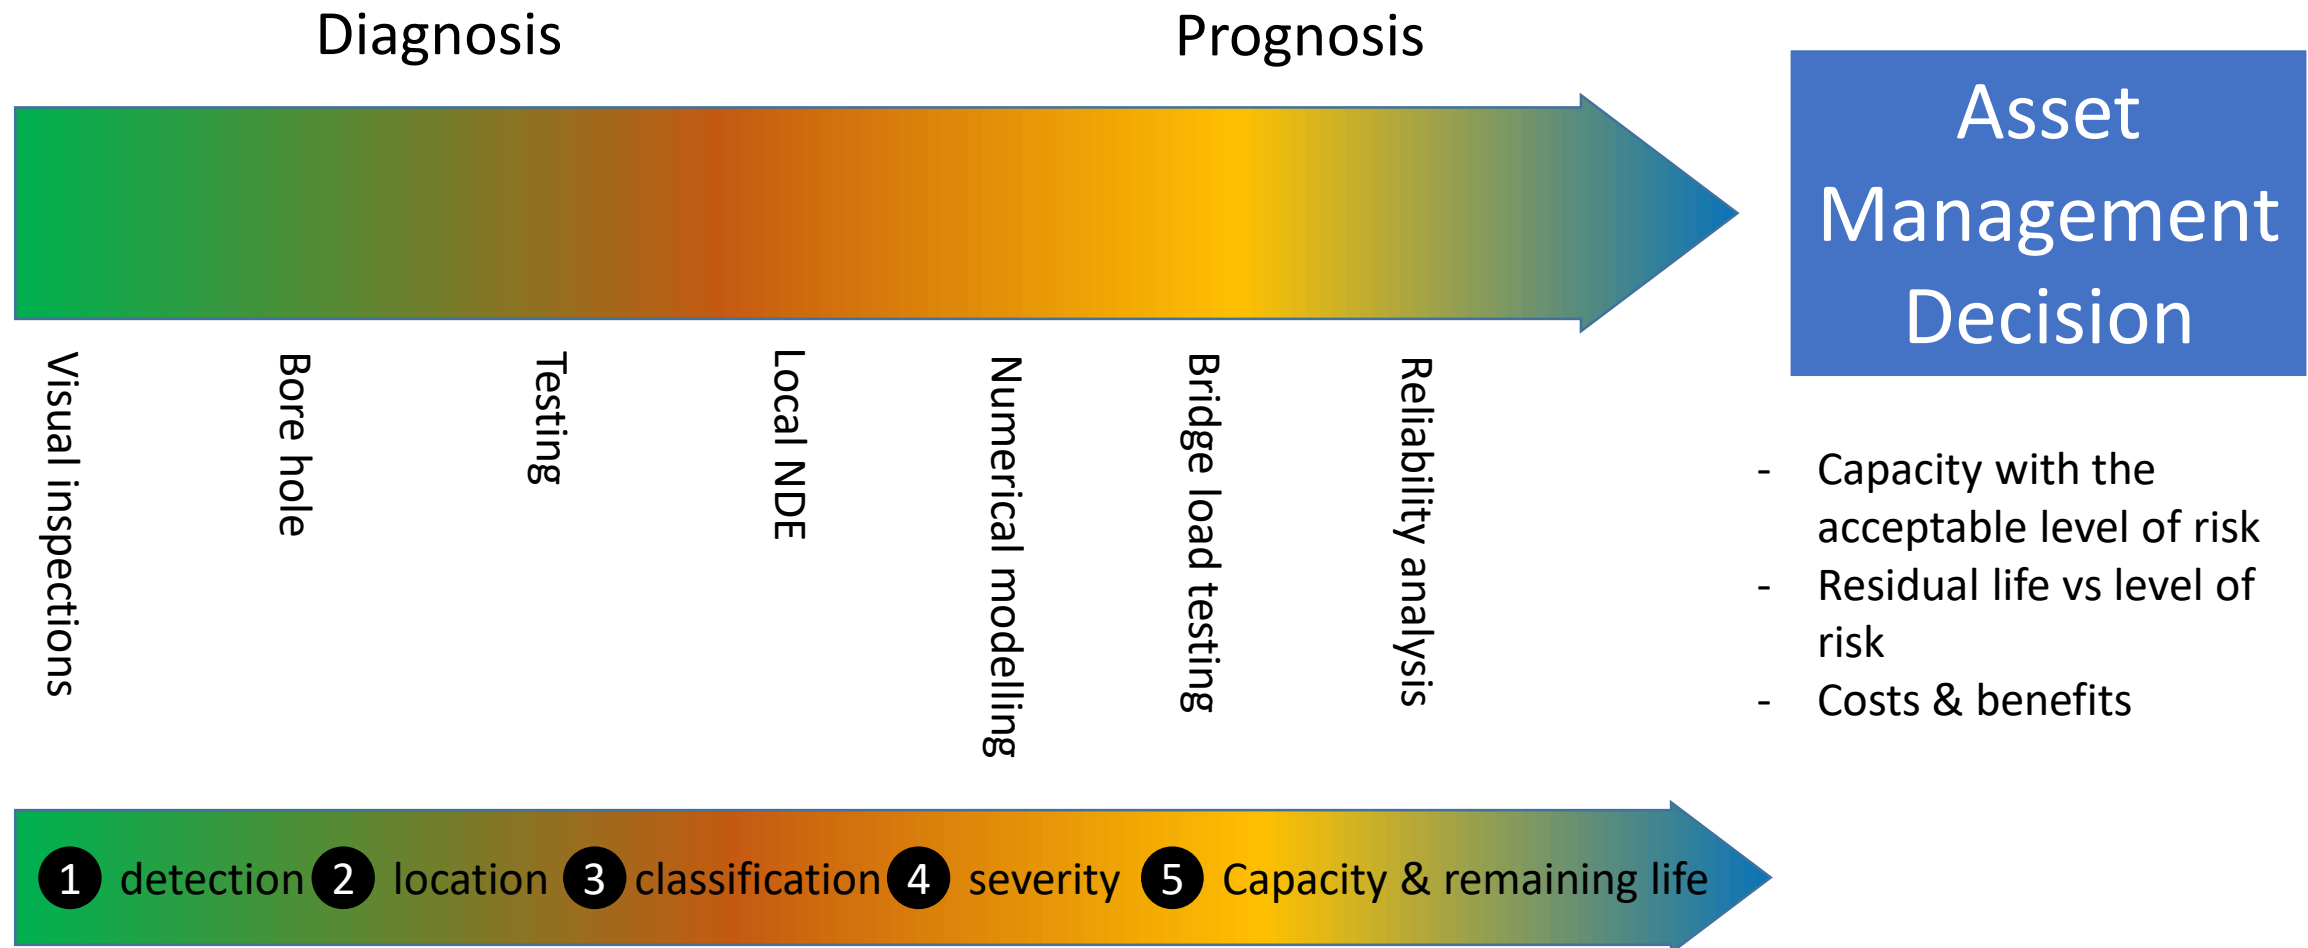 Diagnosis
Prognosis
Asset
Management
Decision
Visual inspections
Bore hole
Testing
Local NDE
Numerical modelling
Bridge load testing
Reliability analysis
- Capacity with the
acceptable level of risk
- Residual life vs level of
risk
- Costs & benefits
1 detection 2 location 3 classification 4 severity 5 Capacity & remaining life